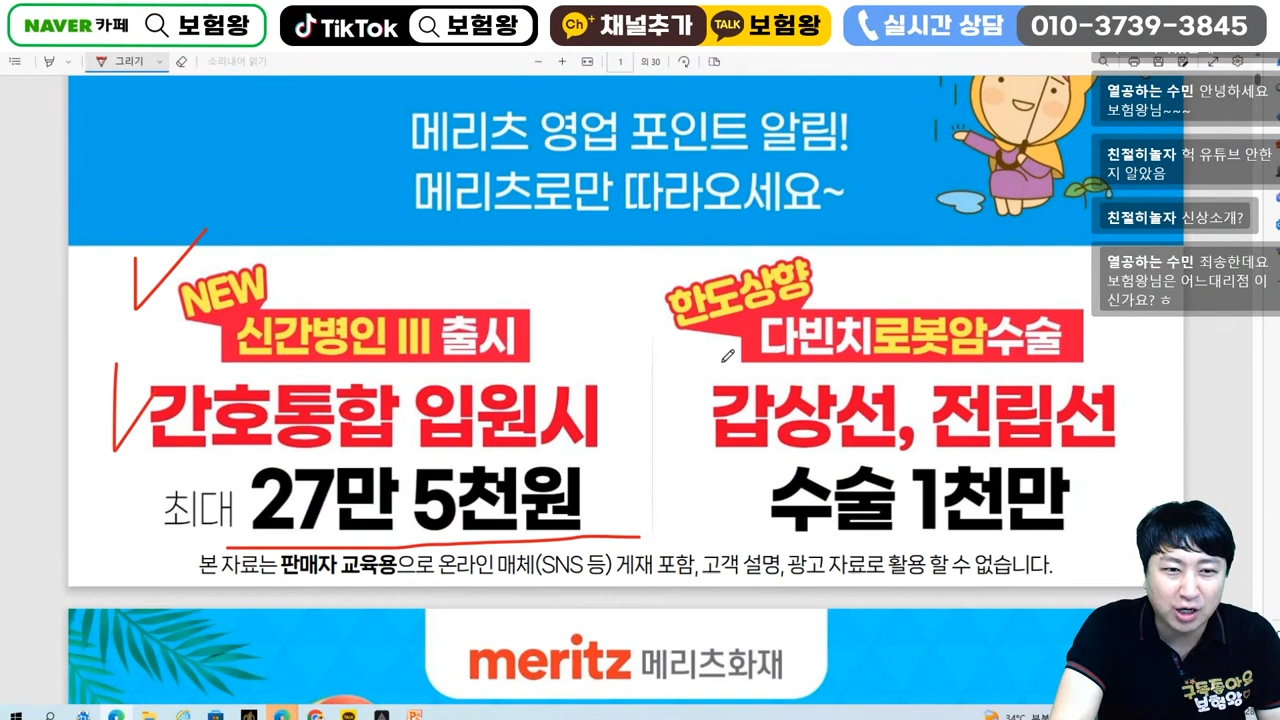 NAVER 카페 보험왕
TikTok 보험왕
Ch+ 채널추가 TALK 보험왕
실시간 상담 010-3739-3845
그리기
소리내어 읽기
1 의 30
메리츠 영업 포인트 알림!
메리츠로만 따라오세요~
NEW
신간병인 III 출시
간호통합 입원시
최대 27만 5천원
한도상향
다빈치로봇암수술
갑상선, 전립선
수술 1천만
본 자료는 판매자 교육용으로 온라인 매체(SNS 등) 게재 포함, 고객 설명, 광고 자료로 활용 할 수 없습니다.
meritz 메리츠화재
열공하는 수민 안녕하세요
보험왕님~~~
친절히놀자 헉 유튜브 안한
지 알았음
친절히놀자 신상소개?
열공하는 수민 죄송한데요
보험왕님은 어느대리점 이
신가요? ㅎ
구독좋아요
보험왕
34°C